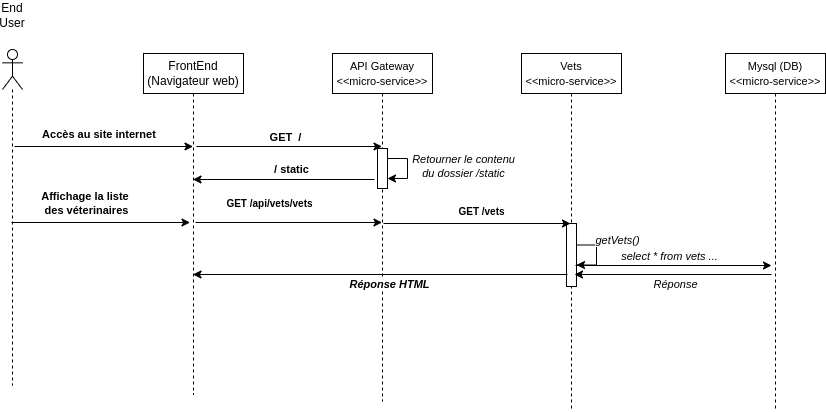 End
User
FrontEnd
(Navigateur web)
API Gateway
<<micro-service>>
Vets
<<micro-service>>
Mysql (DB)
<<micro-service>>
Accès au site internet
GET /
/ static
Retourner le contenu
du dossier /static
Affichage la liste
des véterinaires
GET /api/vets/vets
GET /vets
getVets()
select * from vets ...
Réponse HTML
Réponse